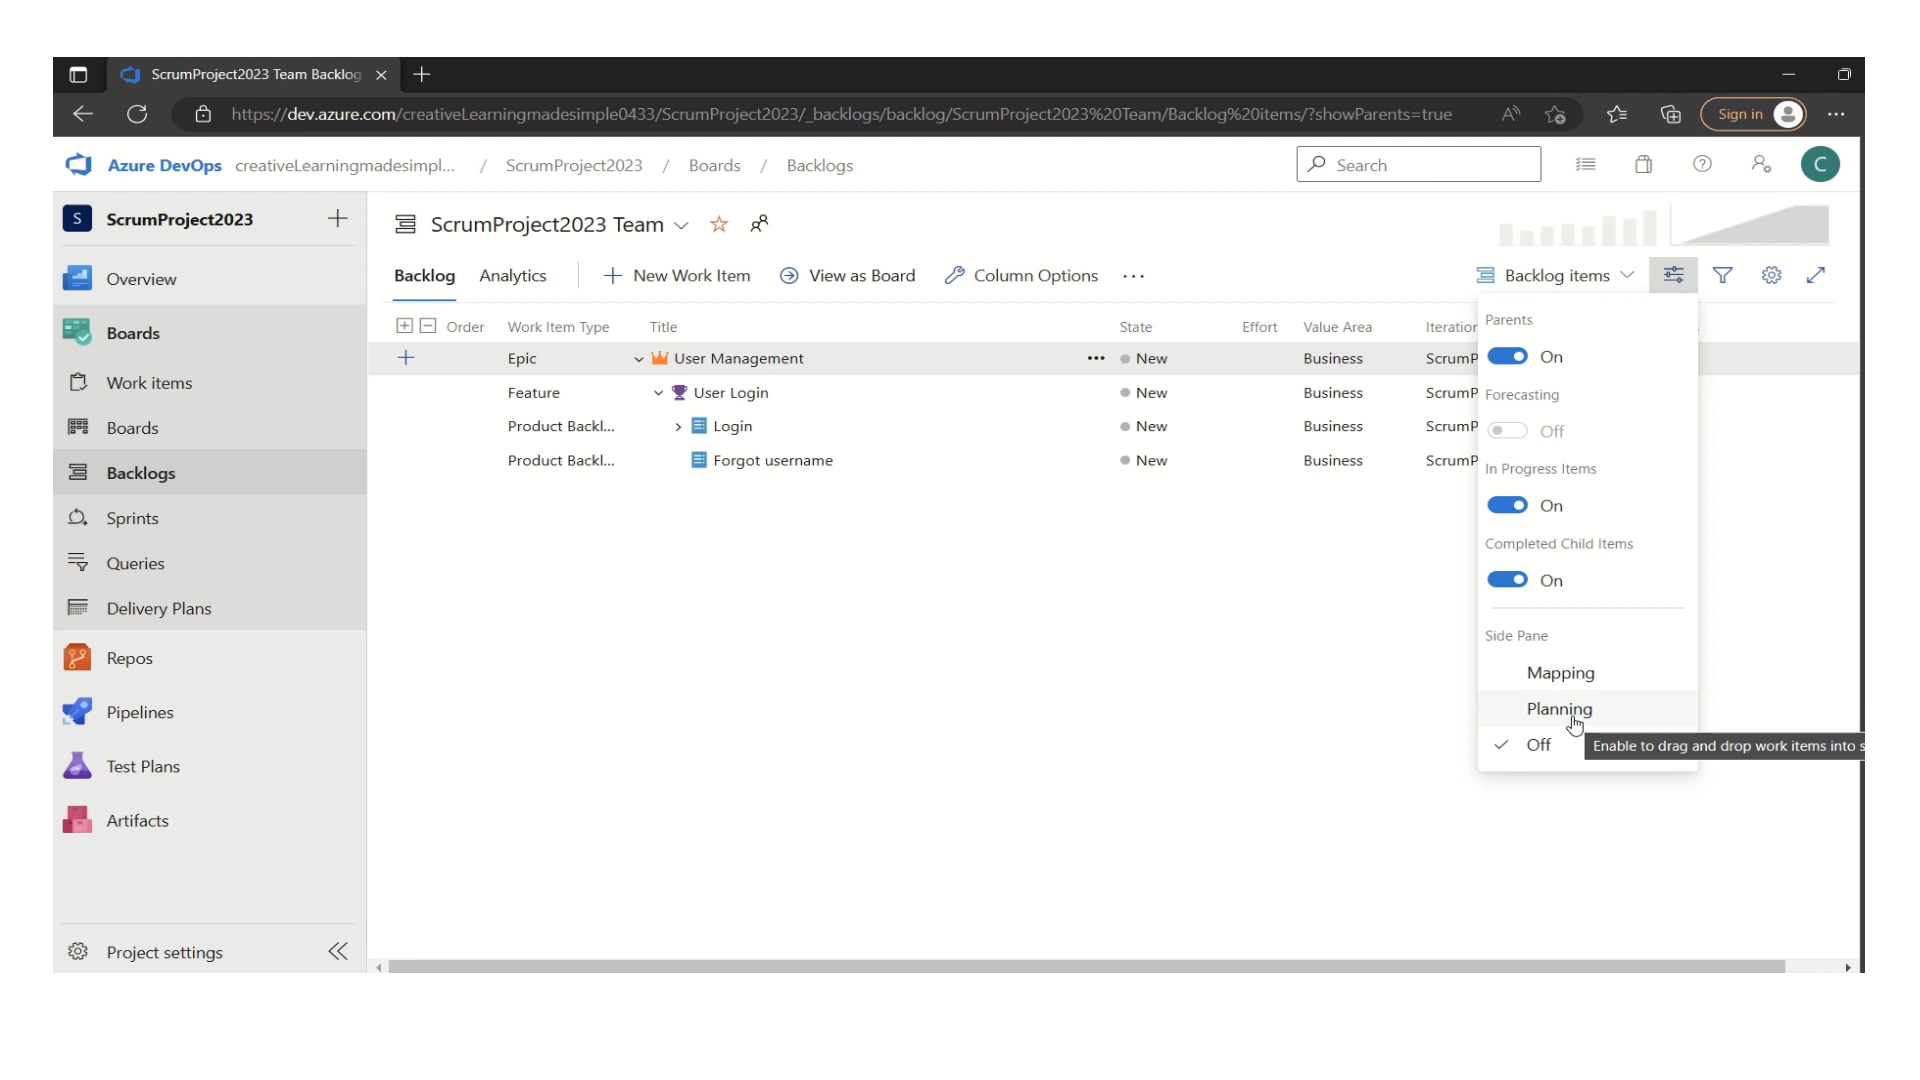 ScrumProject2023 Team Backlog
https://dev.azure.com/creativeLearningmadesimple0433/ScrumProject2023/_backlogs/backlog/ScrumProject2023%20Team/Backlog%20items/?showParents=true
Sign in
Azure DevOps creativeLearningmadesimpl... / ScrumProject2023 / Boards / Backlogs
Search
C
S ScrumProject2023
ScrumProject2023 Team
Overview
Boards
Work items
Boards
Backlogs
Sprints
Queries
Delivery Plans
Repos
Pipelines
Test Plans
Artifacts
Project settings
Backlog Analytics New Work Item View as Board Column Options ... Backlog items
Order Work Item Type Title State Effort Value Area Iteration
Epic User Management ... New Business ScrumP
Feature User Login New Business ScrumP
Product Backl... Login New Business ScrumP
Product Backl... Forgot username New Business ScrumP
Parents
On
Forecasting
Off
In Progress Items
On
Completed Child Items
On
Side Pane
Mapping
Planning
Off
Enable to drag and drop work items into s